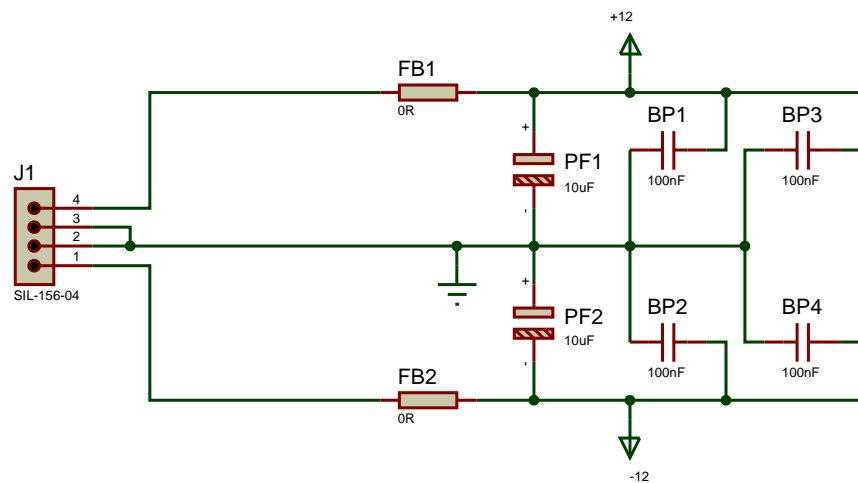 +12
FB1
0R
BP1
BP3
+
PF1
10uF
100nF
100nF
J1
4
3
2
1
-
SIL-156-04
+
BP2
BP4
PF2
10uF
100nF
100nF
-
FB2
0R
-12